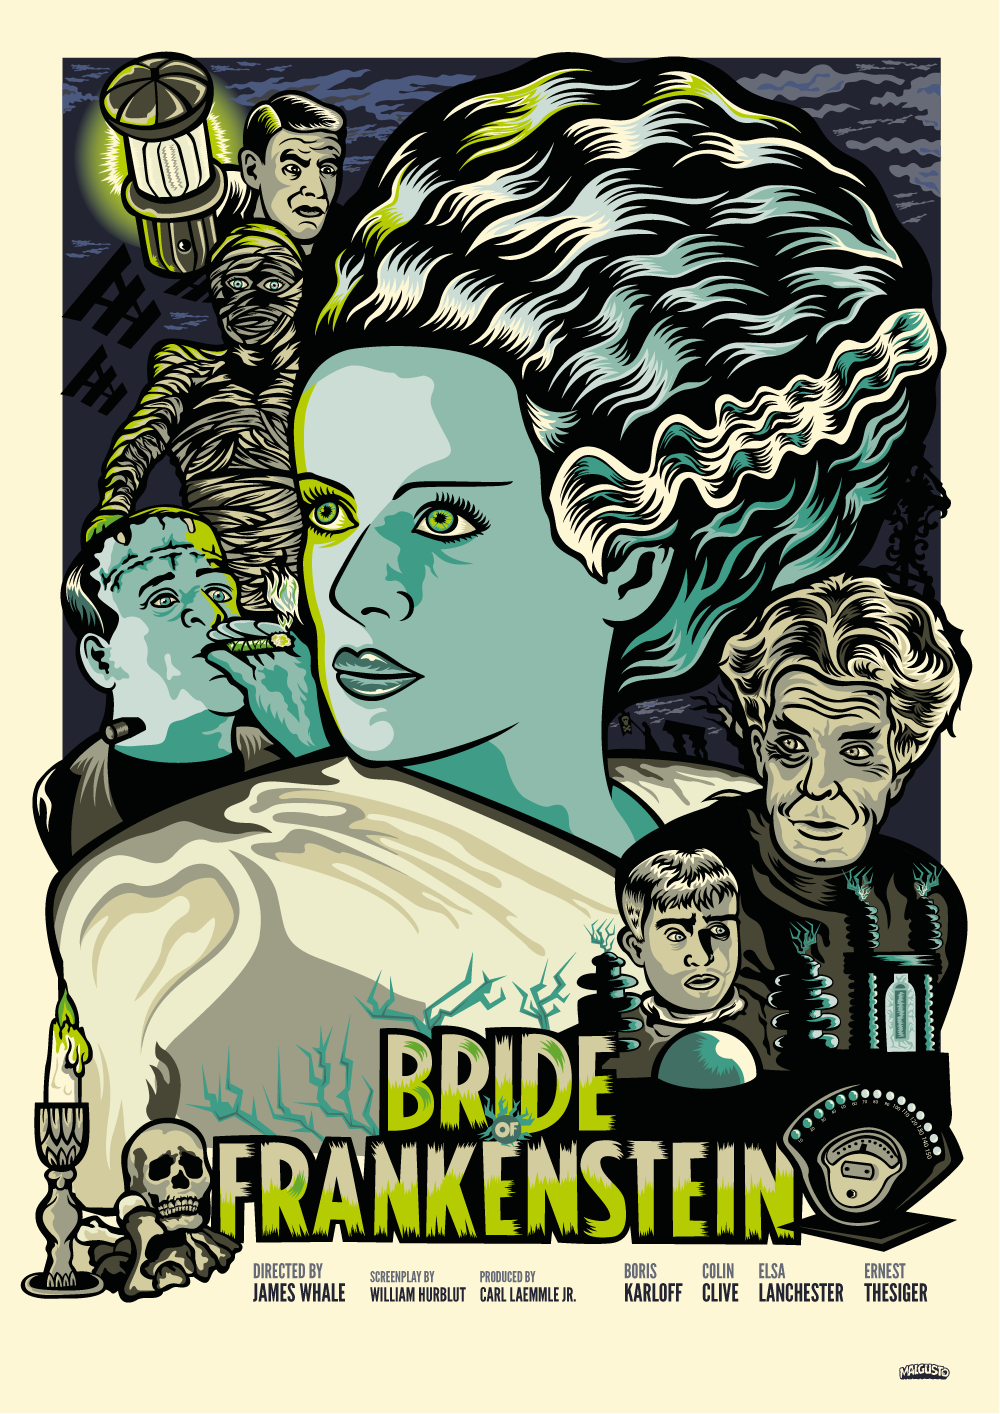 BRIDE
OF
FRANKENSTEIN
DIRECTED BY
JAMES WHALE
SCREENPLAY BY
WILLIAM HURBLUT
PRODUCED BY
CARL LAEMMLE JR.
BORIS
KARLOFF
COLIN
CLIVE
ELSA
LANCHESTER
ERNEST
THESIGER
MALGUSTO